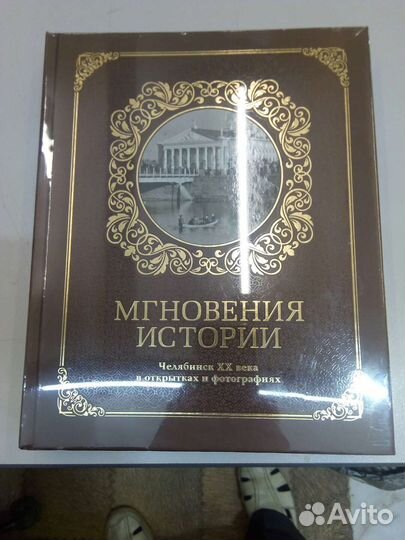 МГНОВЕНИЯ
ИСТОРИИ
Челябинск XX века
в открытках и фотографиях
Avito